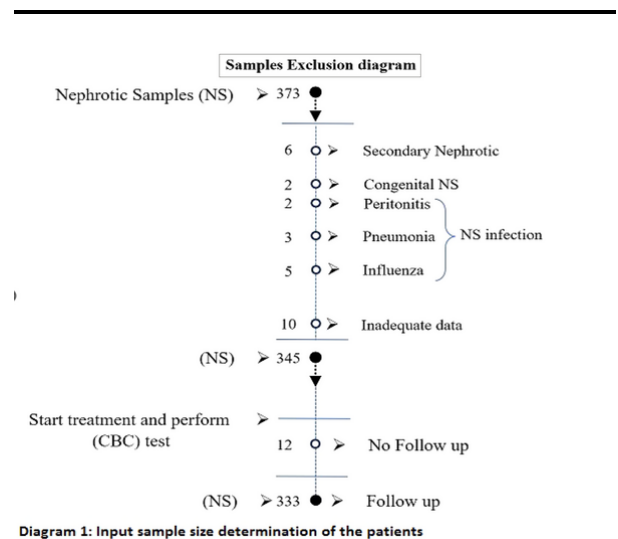 Samples Exclusion diagram
Nephrotic Samples (NS) ➢ 373
6 ➢ Secondary Nephrotic
2 ➢ Congenital NS
2 ➢ Peritonitis
3 ➢ Pneumonia
NS infection
5 ➢ Influenza
10 ➢ Inadequate data
(NS) ➢ 345
Start treatment and perform ➢
(CBC) test
12 ➢ No Follow up
(NS) ➢ 333 ➢ Follow up
Diagram 1: Input sample size determination of the patients